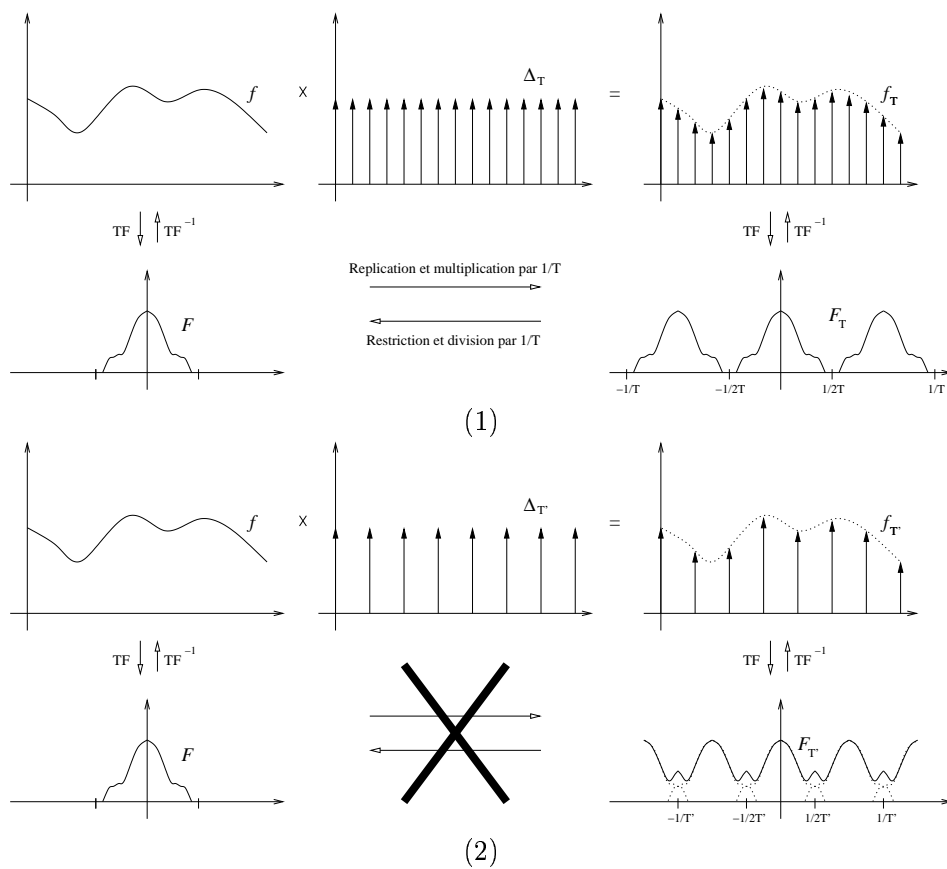 f
×
Δ_T
=
f_T
TF
TF^{-1}
TF
TF^{-1}
Replication et multiplication par 1/T
Restriction et division par 1/T
F
F_T
−1/T
−1/2T
1/2T
1/T
(1)
f
×
Δ_T'
=
f_T'
TF
TF^{-1}
TF
TF^{-1}
F
F_T'
−1/T'
−1/2T'
1/2T'
1/T'
(2)